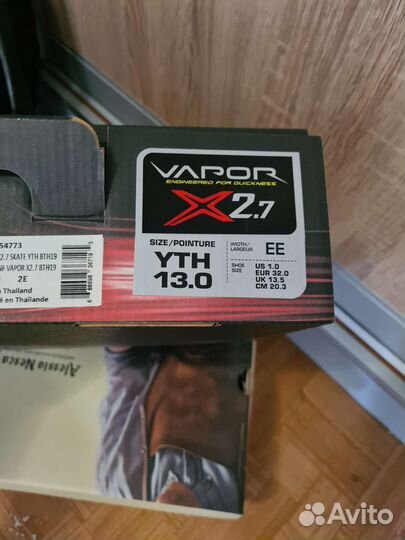 VAPOR
ENGINEERED FOR QUICKNESS
X2.7
SIZE/POINTURE
YTH
13.0
WIDTH/
LARGEUR
EE
SHOE
SIZE
US 1.0
EUR 32.0
UK 13.5
CM 20.3
54773
2.7 SKATE YTH BTH19
VAPOR X2.7 BTH19
2E
Thailand
en Thaïlande
Alessio Nesca
Avito